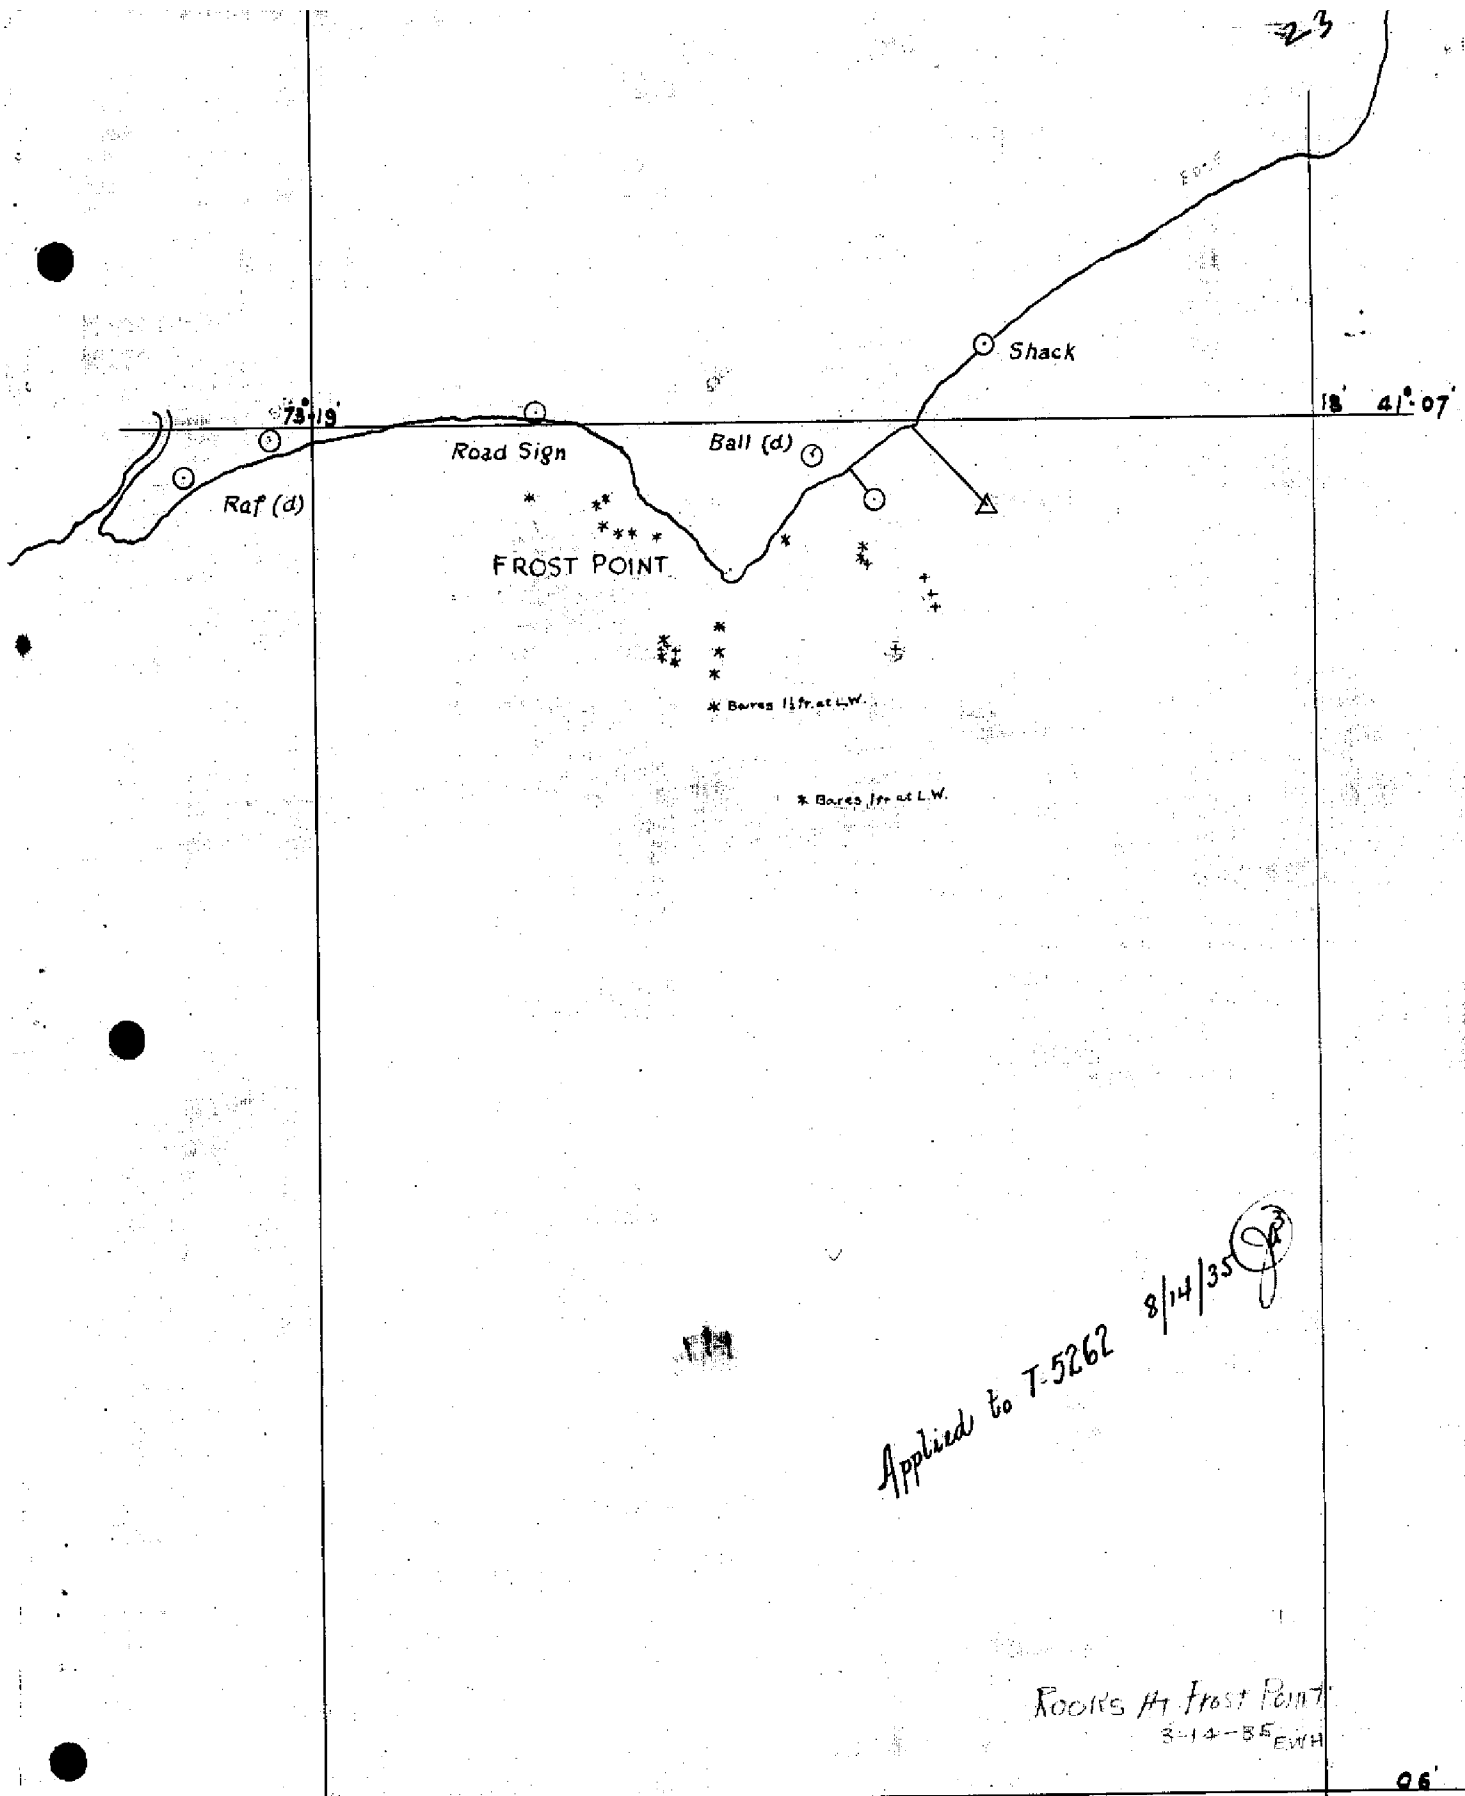 23
Shack
73°-19'
18' 41°-07'
Road Sign
Ball (d)
Raf (d)
FROST POINT
Bares 1½ ft. at L.W.
Bares 1 ft at L.W.
Applied to T-5262 8/14/35
Rocks At Frost Point
3-14-35 EWH
06'